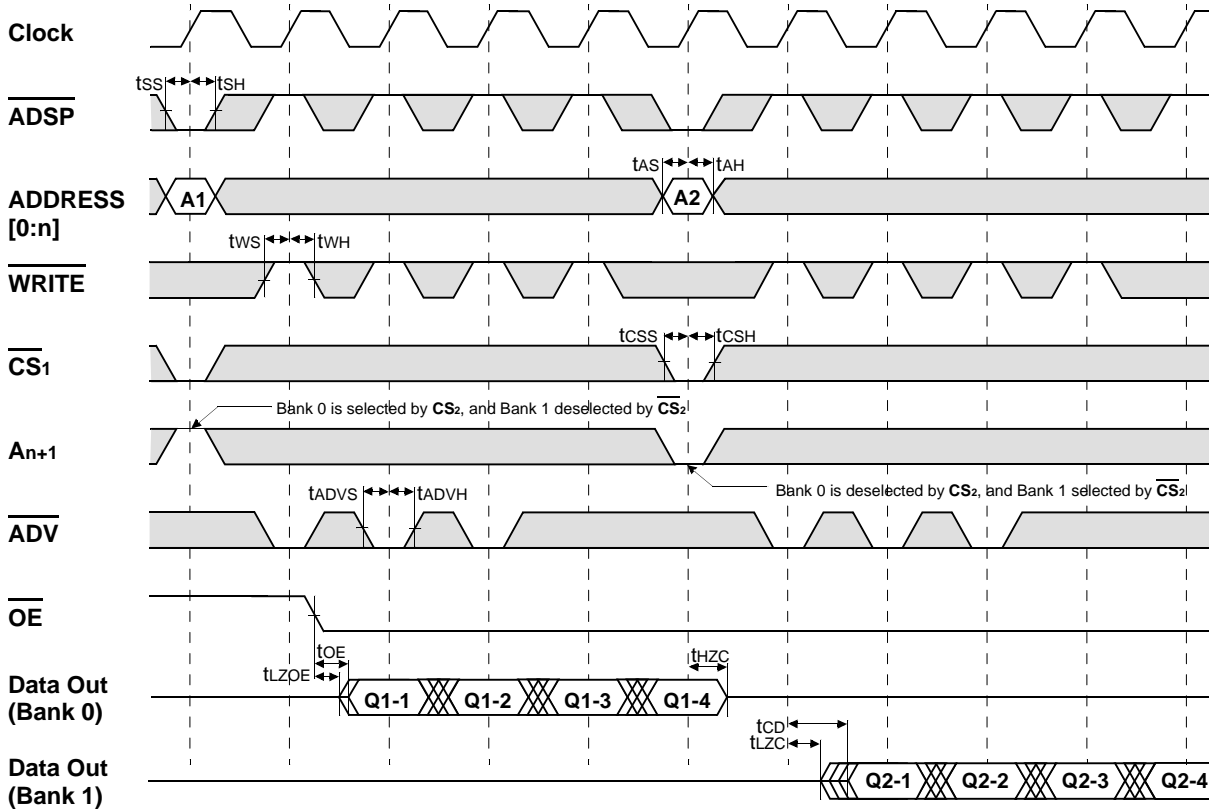 Clock
tSS tSH
ADSP
tAS tAH
ADDRESS
[0:n]
A1 A2
tWS tWH
WRITE
tCSS tCSH
CS1
Bank 0 is selected by CS2, and Bank 1 deselected by CS2
An+1
Bank 0 is deselected by CS2, and Bank 1 selected by CS2
tADVS tADVH
ADV
OE
tOE tHZC
tLZOE
Data Out
(Bank 0)
Q1-1 Q1-2 Q1-3 Q1-4
tCD
tLZC
Data Out
(Bank 1)
Q2-1 Q2-2 Q2-3 Q2-4